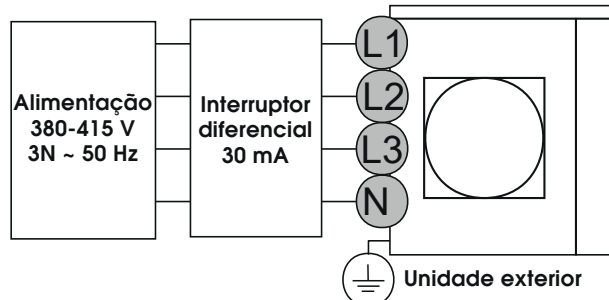 Alimentação
380-415 V
3N ~ 50 Hz
Interruptor
diferencial
30 mA
L1
L2
L3
N
Unidade exterior